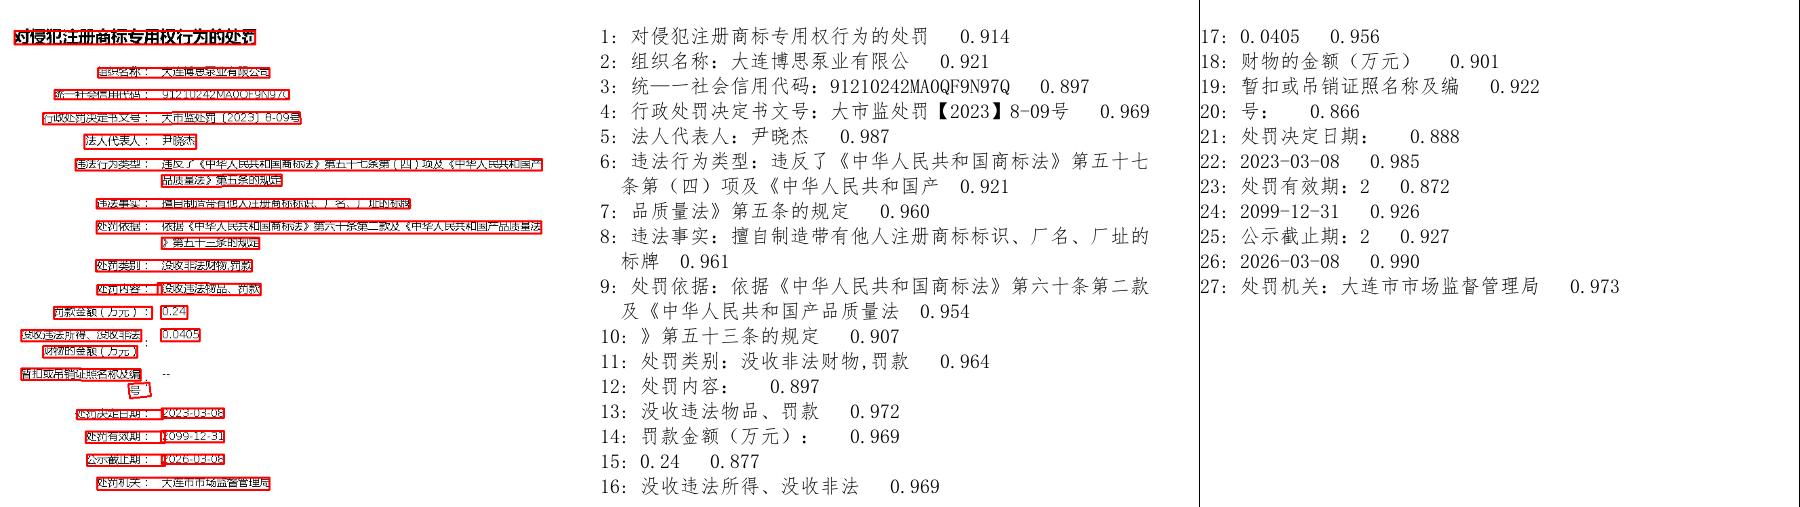 对侵犯注册商标专用权行为的处罚
组织名称： 大连博思泵业有限公司
统一社会信用代码： 91210242MA0QF9N97Q
行政处罚决定书文号： 大市监处罚〔2023〕8-09号
法人代表人： 尹晓杰
违法行为类型： 违反了《中华人民共和国商标法》第五十七条第（四）项及《中华人民共和国产
品质量法》第五条的规定
违法事实： 擅自制造带有他人注册商标标识、厂名、厂址的标牌
处罚依据： 依据《中华人民共和国商标法》第六十条第二款及《中华人民共和国产品质量法
》第五十三条的规定
处罚类别： 没收非法财物,罚款
处罚内容： 没收违法物品、罚款
罚款金额（万元）： 0.24
没收违法所得、没收非法 0.0405
财物的金额（万元） ：
暂扣或吊销证照名称及编 ： --
号
处罚决定日期： 2023-03-08
处罚有效期： 2099-12-31
公示截止期： 2026-03-08
处罚机关： 大连市市场监督管理局
1: 对侵犯注册商标专用权行为的处罚 0.914
2: 组织名称：大连博思泵业有限公 0.921
3: 统一一社会信用代码：91210242MA0QF9N97Q 0.897
4: 行政处罚决定书文号：大市监处罚【2023】8-09号 0.969
5: 法人代表人：尹晓杰 0.987
6: 违法行为类型：违反了《中华人民共和国商标法》第五十七
条第（四）项及《中华人民共和国产 0.921
7: 品质量法》第五条的规定 0.960
8: 违法事实：擅自制造带有他人注册商标标识、厂名、厂址的
标牌 0.961
9: 处罚依据：依据《中华人民共和国商标法》第六十条第二款
及《中华人民共和国产品质量法 0.954
10: 》第五十三条的规定 0.907
11: 处罚类别：没收非法财物,罚款 0.964
12: 处罚内容： 0.897
13: 没收违法物品、罚款 0.972
14: 罚款金额（万元）： 0.969
15: 0.24 0.877
16: 没收违法所得、没收非法 0.969
17: 0.0405 0.956
18: 财物的金额（万元） 0.901
19: 暂扣或吊销证照名称及编 0.922
20: 号： 0.866
21: 处罚决定日期： 0.888
22: 2023-03-08 0.985
23: 处罚有效期：2 0.872
24: 2099-12-31 0.926
25: 公示截止期：2 0.927
26: 2026-03-08 0.990
27: 处罚机关：大连市市场监督管理局 0.973